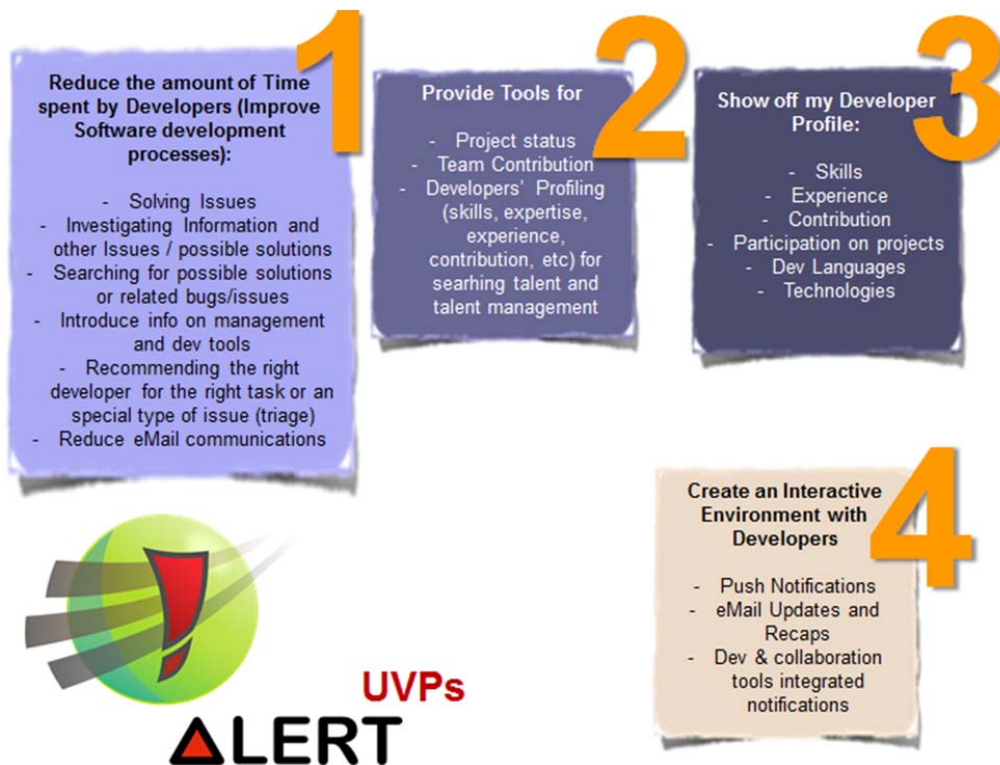 1
Reduce the amount of Time
spent by Developers (Improve
Software development
processes):
- Solving Issues
- Investigating Information and
other Issues / possible solutions
- Searching for possible solutions
or related bugs/issues
- Introduce info on management
and dev tools
- Recommending the right
developer for the right task or an
special type of issue (triage)
- Reduce eMail communications
2
Provide Tools for
- Project status
- Team Contribution
- Developers' Profiling
(skills, expertise,
experience,
contribution, etc) for
searhing talent and
talent management
3
Show off my Developer
Profile:
- Skills
- Experience
- Contribution
- Participation on projects
- Dev Languages
- Technologies
4
Create an Interactive
Environment with
Developers
- Push Notifications
- eMail Updates and
Recaps
- Dev & collaboration
tools integrated
notifications
UVPs
ALERT